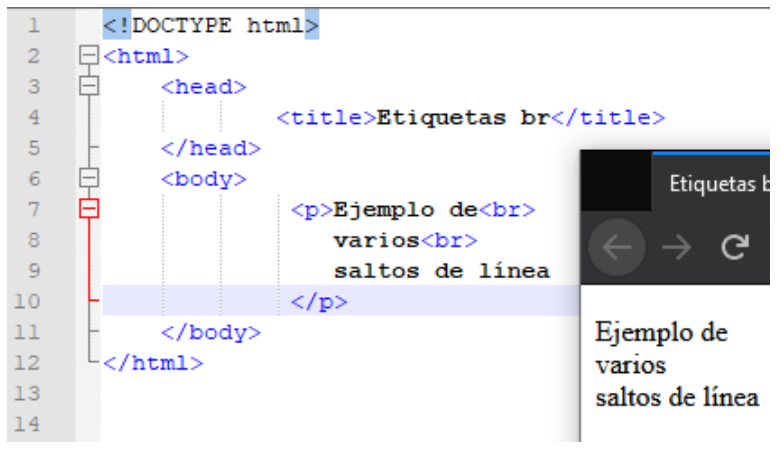 1 <!DOCTYPE html>
2 <html>
3 <head>
4 <title>Etiquetas br</title>
5 </head>
6 <body>
7 <p>Ejemplo de<br>
8 varios<br>
9 saltos de línea
10 </p>
11 </body>
12 </html>
13
14
Etiquetas b
Ejemplo de
varios
saltos de línea